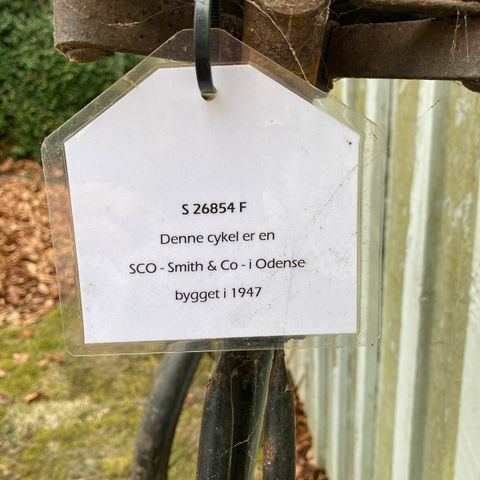 S 26854 F
Denne cykel er en
SCO - Smith & Co - i Odense
bygget i 1947